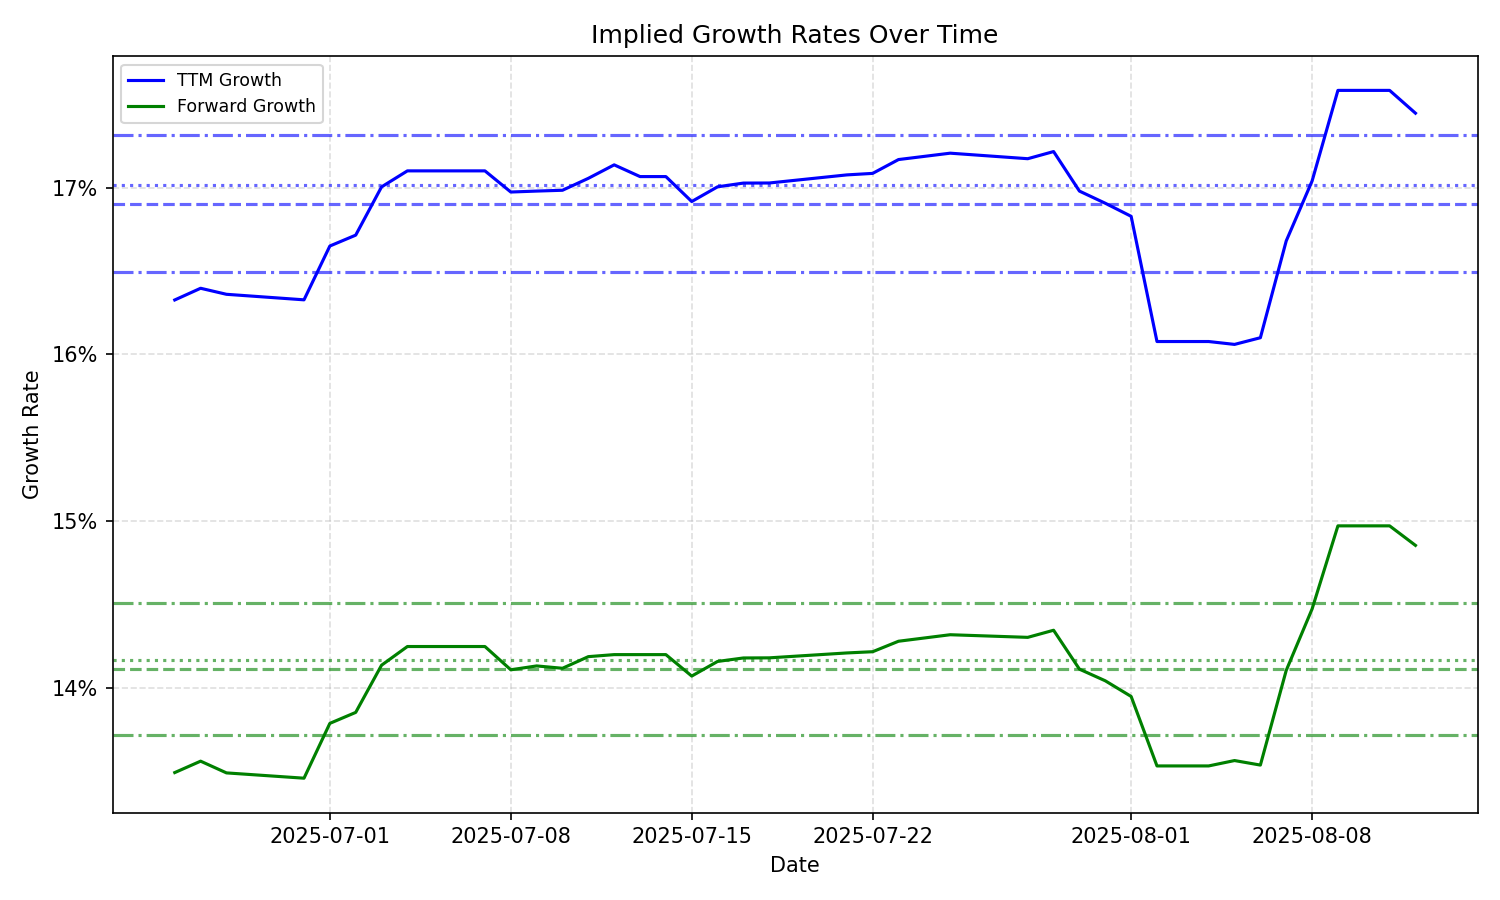 Implied Growth Rates Over Time
TTM Growth
Forward Growth
17%
16%
15%
14%
Growth Rate
2025-07-01
2025-07-08
2025-07-15
2025-07-22
2025-08-01
2025-08-08
Date